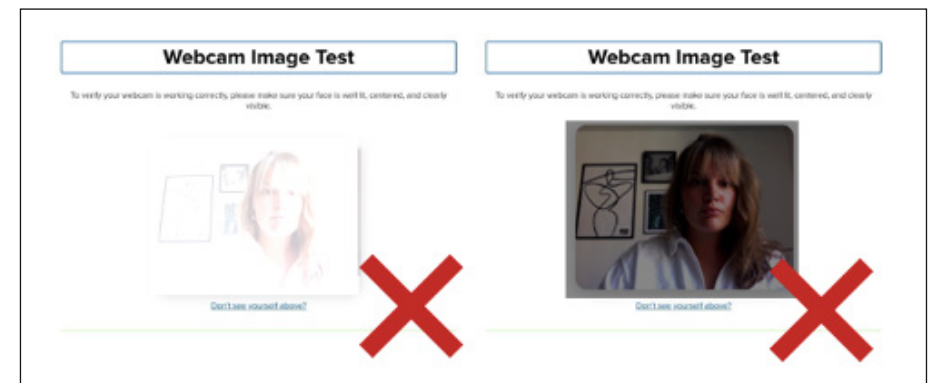 Webcam Image Test
To verify your webcam is working correctly, please make sure your face is well lit, centered, and clearly
visible.
Don't see yourself above?
Webcam Image Test
To verify your webcam is working correctly, please make sure your face is well lit, centered, and clearly
visible.
Don't see yourself above?